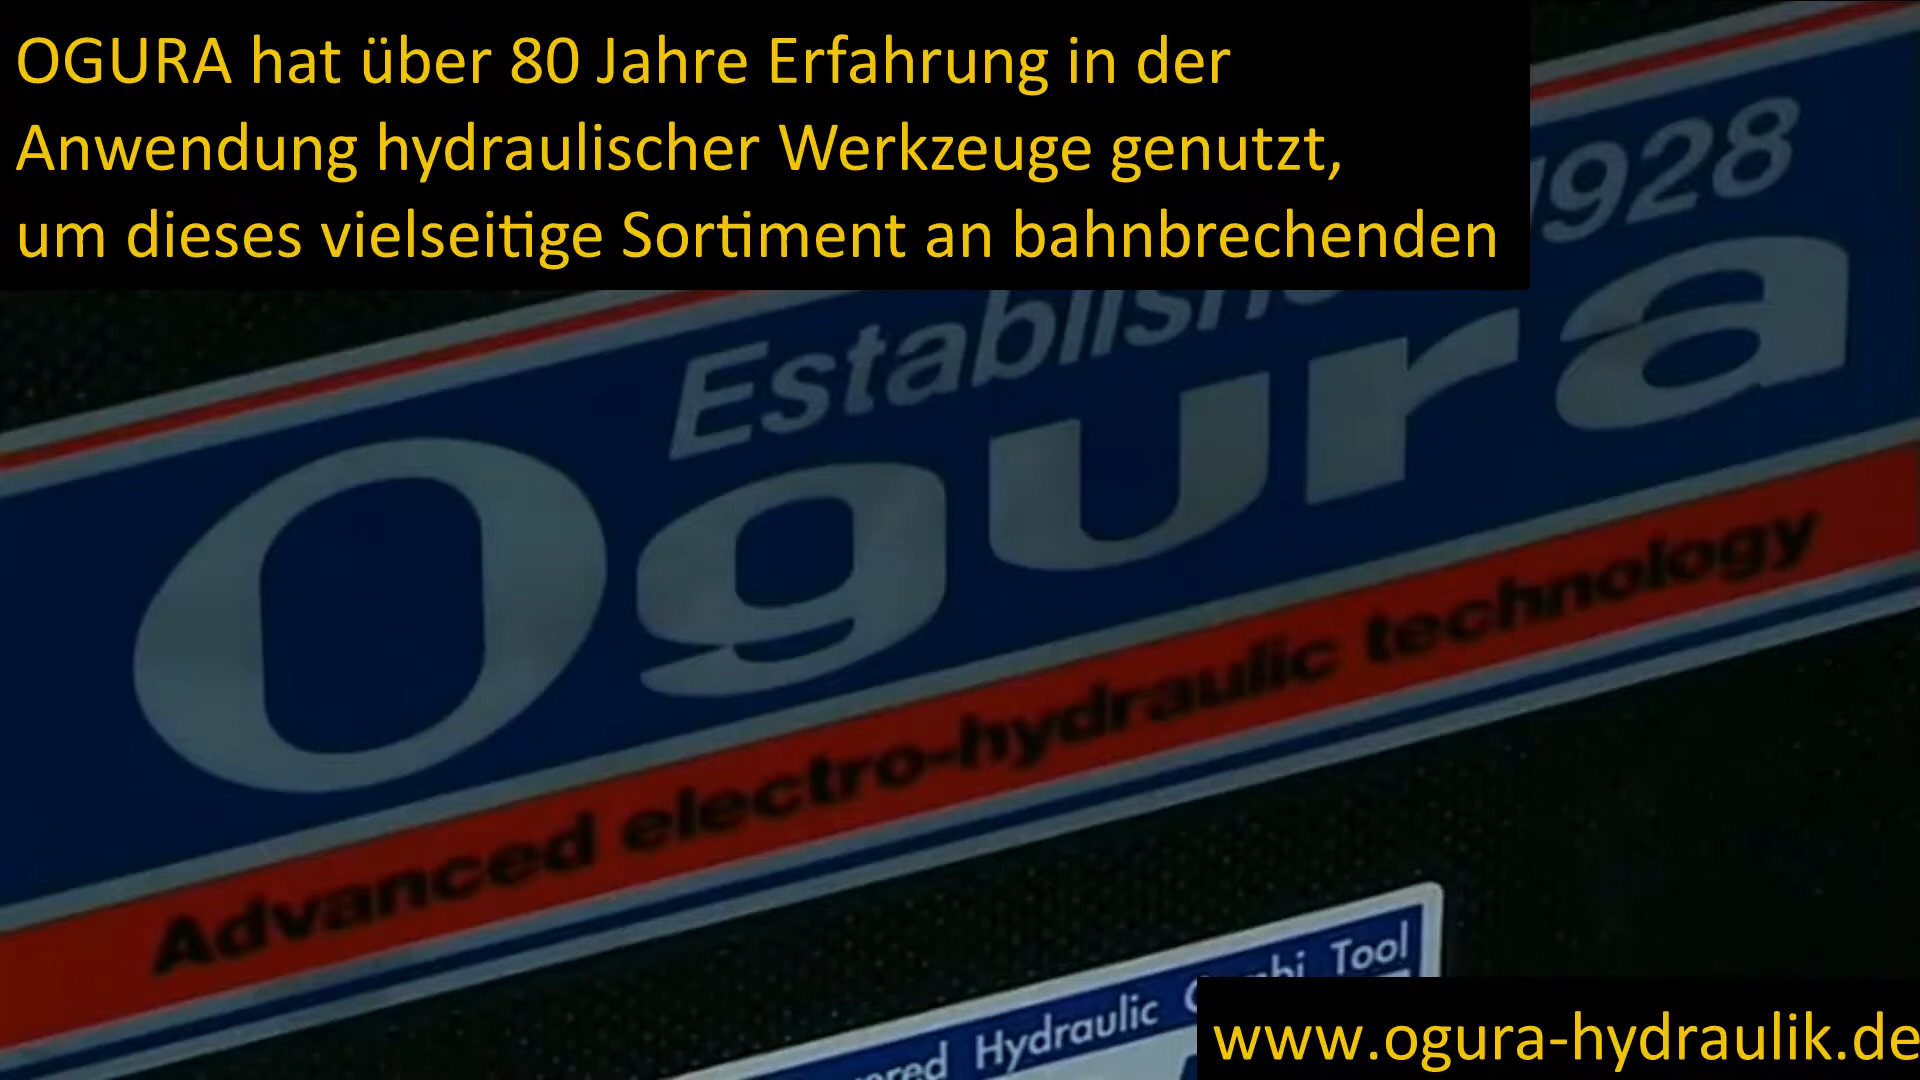 OGURA hat über 80 Jahre Erfahrung in der
Anwendung hydraulischer Werkzeuge genutzt,
um dieses vielseitige Sortiment an bahnbrechenden
1928
Ogura
Advanced electro-hydraulic technology
Hydraulic Tool
www.ogura-hydraulik.de